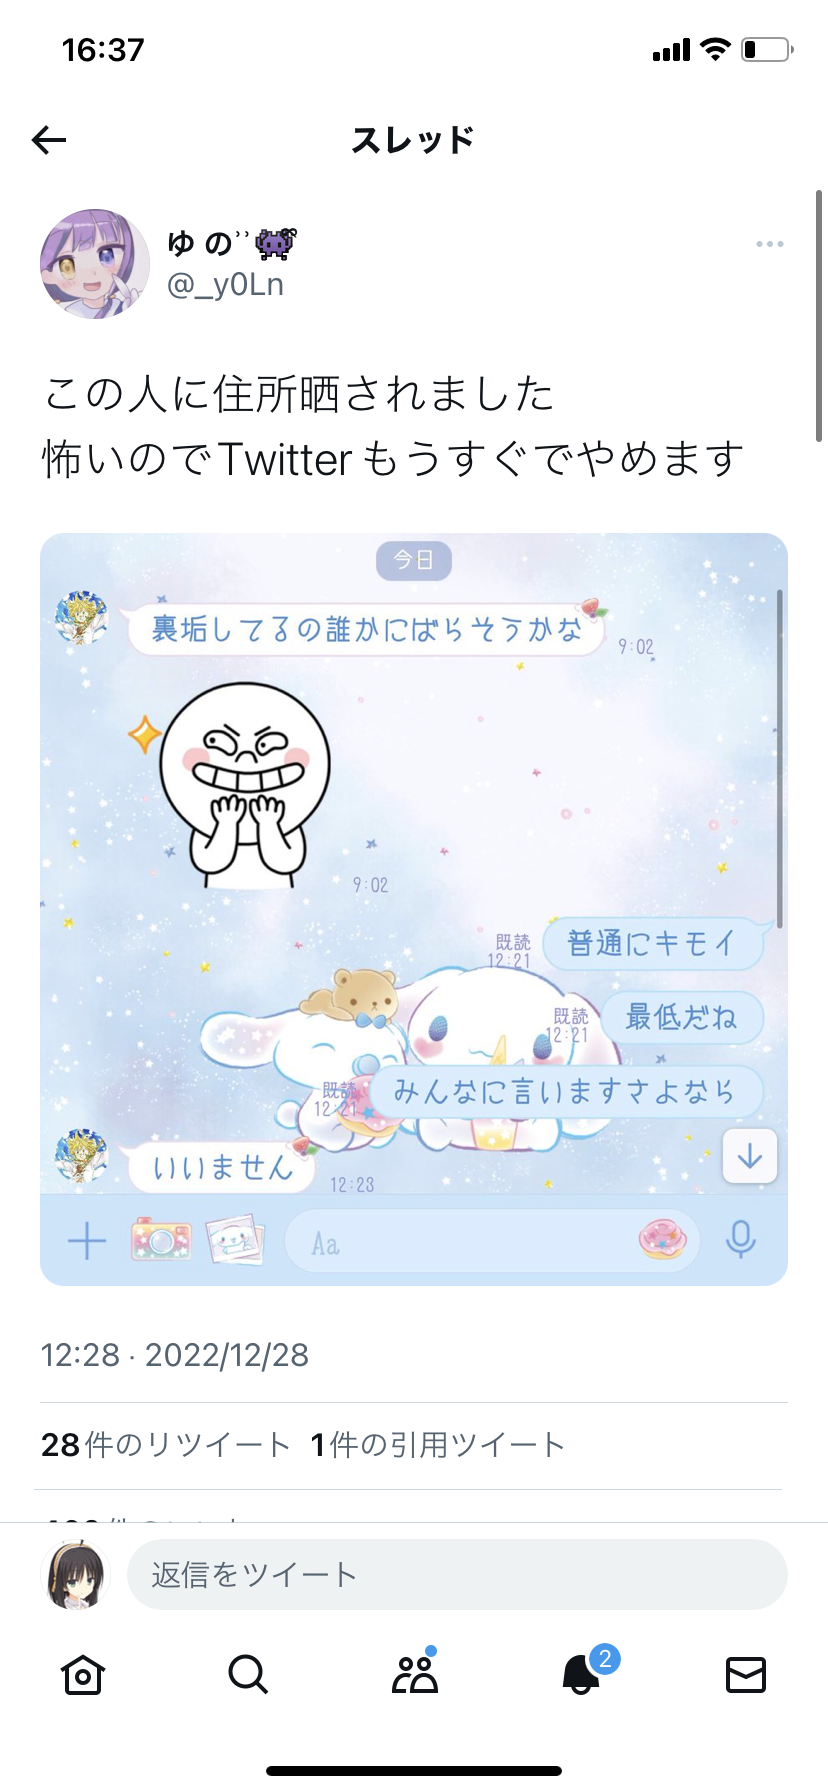 16:37
スレッド
ゆ の’’
@_y0Ln
この人に住所晒されました
怖いのでTwitterもうすぐでやめます
今日
裏垢してるの誰かにばらそうかな
9:02
9:02
既読
12:21
普通にキモイ
既読
12:21
最低だね
既読
12:21
みんなに言いますさよなら
いいません
12:23
Aa
12:28 · 2022/12/28
28件のリツイート 1件の引用ツイート
返信をツイート
2